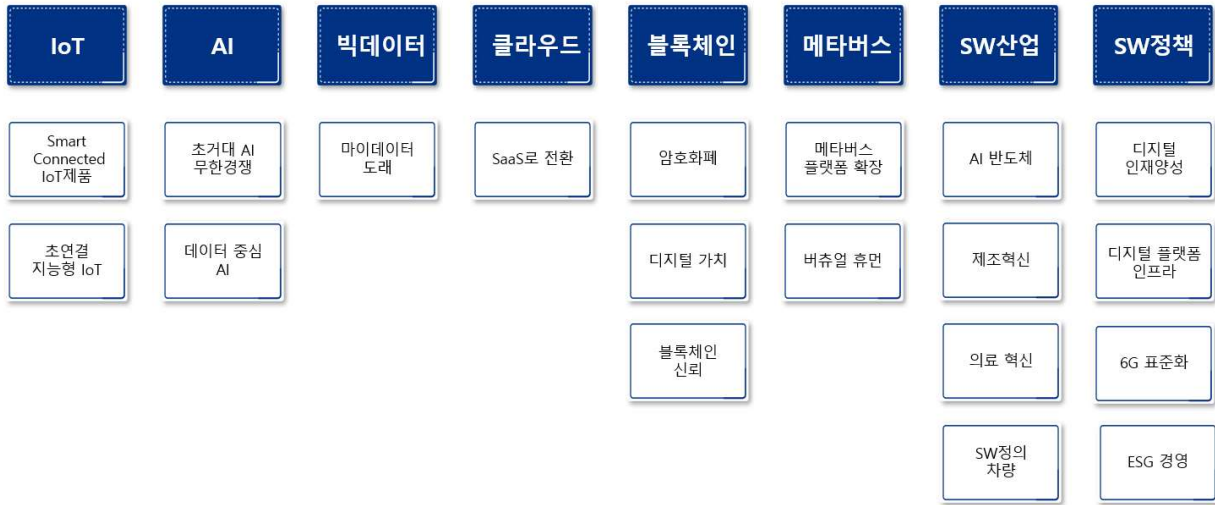 IoT
AI
빅데이터
클라우드
블록체인
메타버스
SW산업
SW정책
Smart
Connected
IoT제품
초거대 AI
무한경쟁
마이데이터
도래
SaaS로 전환
암호화폐
메타버스
플랫폼 확장
AI 반도체
디지털
인재양성
초연결
지능형 IoT
데이터 중심
AI
디지털 가치
버츄얼 휴먼
제조혁신
디지털 플랫폼
인프라
블록체인
신뢰
의료 혁신
6G 표준화
SW정의
차량
ESG 경영